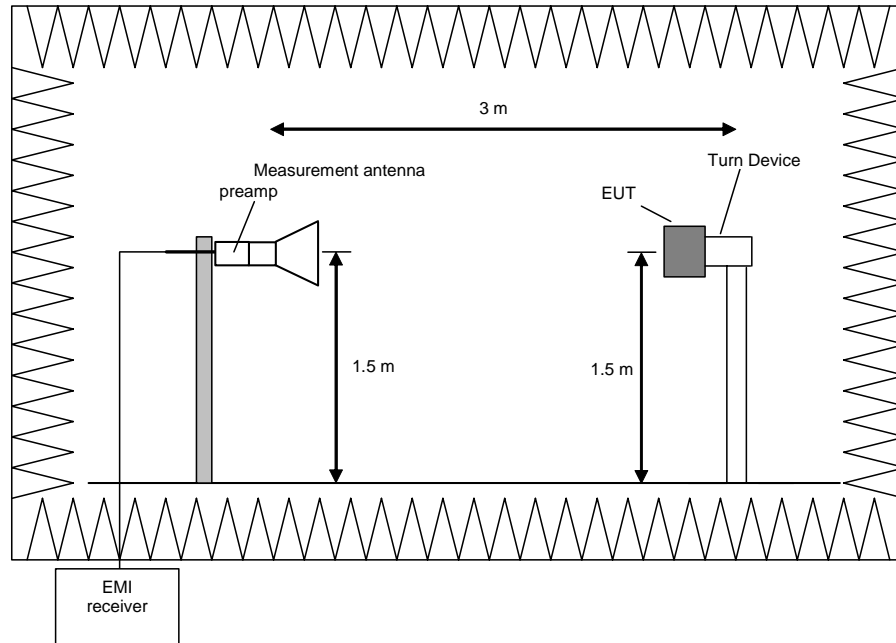 3 m
Measurement antenna
preamp
Turn Device
EUT
1.5 m
1.5 m
EMI
receiver